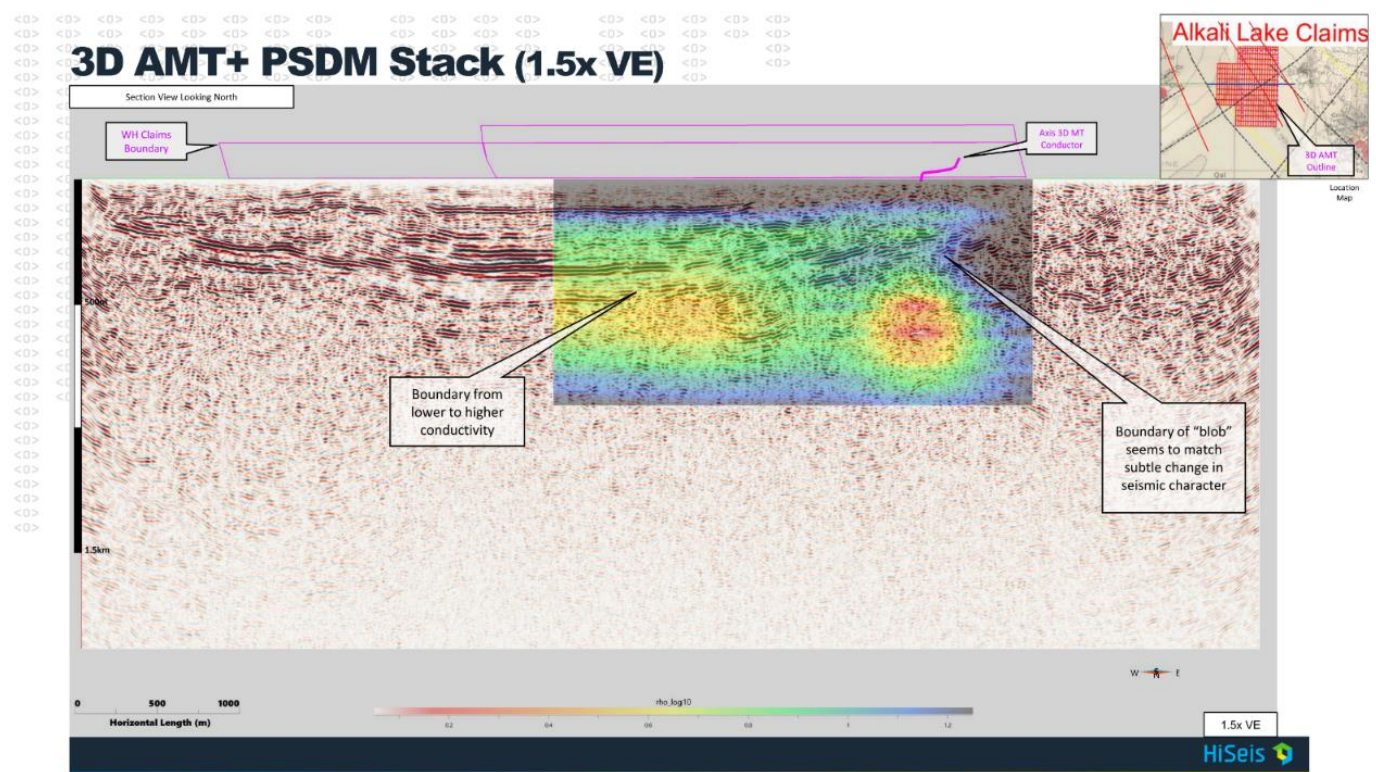 3D AMT+ PSDM Stack (1.5x VE)
Alkali Lake Claims
Section View Looking North
WH Claims
Boundary
Axis 3D MT
Conductor
3D AMT
Outline
Qal
Location
Map
500m
Boundary from
lower to higher
conductivity
Boundary of “blob”
seems to match
subtle change in
seismic character
1.5km
W N E
0 500 1000
Horizontal Length (m)
rho_log10
0.2 0.4 0.6 0.8 1 1.2
1.5x VE
HiSeis